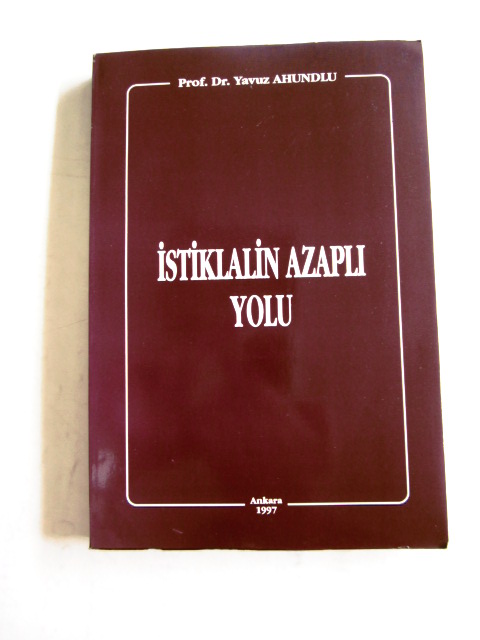 Prof. Dr. Yavuz AHUNDLU
İSTİKLALİN AZAPLI
YOLU
Ankara
1997